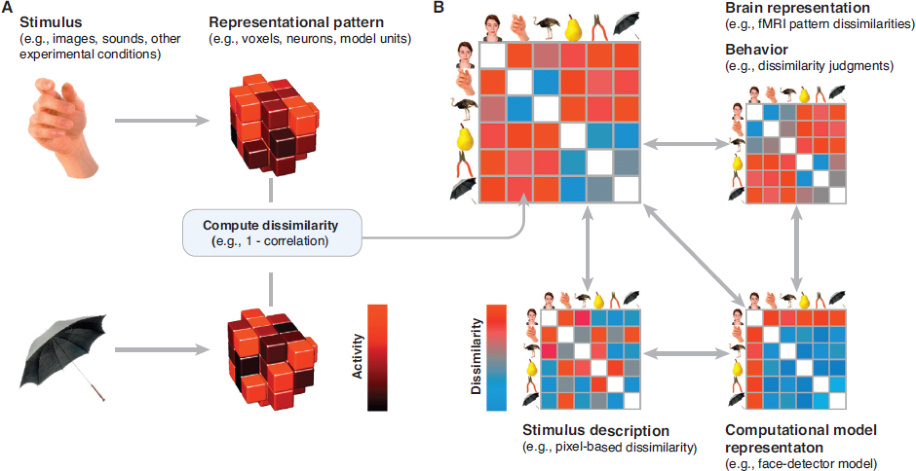 A
Stimulus
(e.g., images, sounds, other
experimental conditions)
Representational pattern
(e.g., voxels, neurons, model units)
Compute dissimilarity
(e.g., 1 - correlation)
Activity
B
Brain representation
(e.g., fMRI pattern dissimilarities)
Behavior
(e.g., dissimilarity judgments)
Dissimilarity
Stimulus description
(e.g., pixel-based dissimilarity)
Computational model
representaton
(e.g., face-detector model)